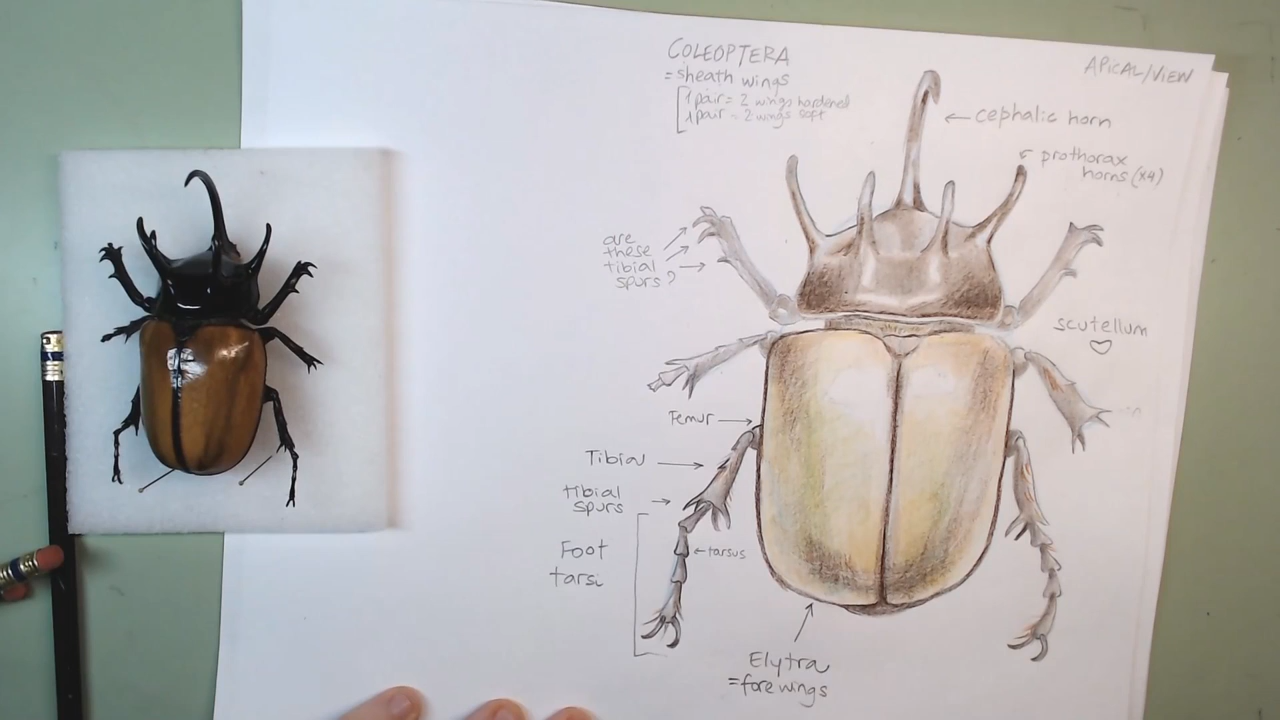 COLEOPTERA
= sheath wings
1 pair = 2 wings hardened
1 pair = 2 wings soft
APICAL/VIEW
← cephalic horn
prothorax
horns (x4)
are
these
tibial
spurs?
scutellum
Femur →
Tibia →
tibial
spurs →
Foot
tarsi
← tarsus
Elytra
= fore wings